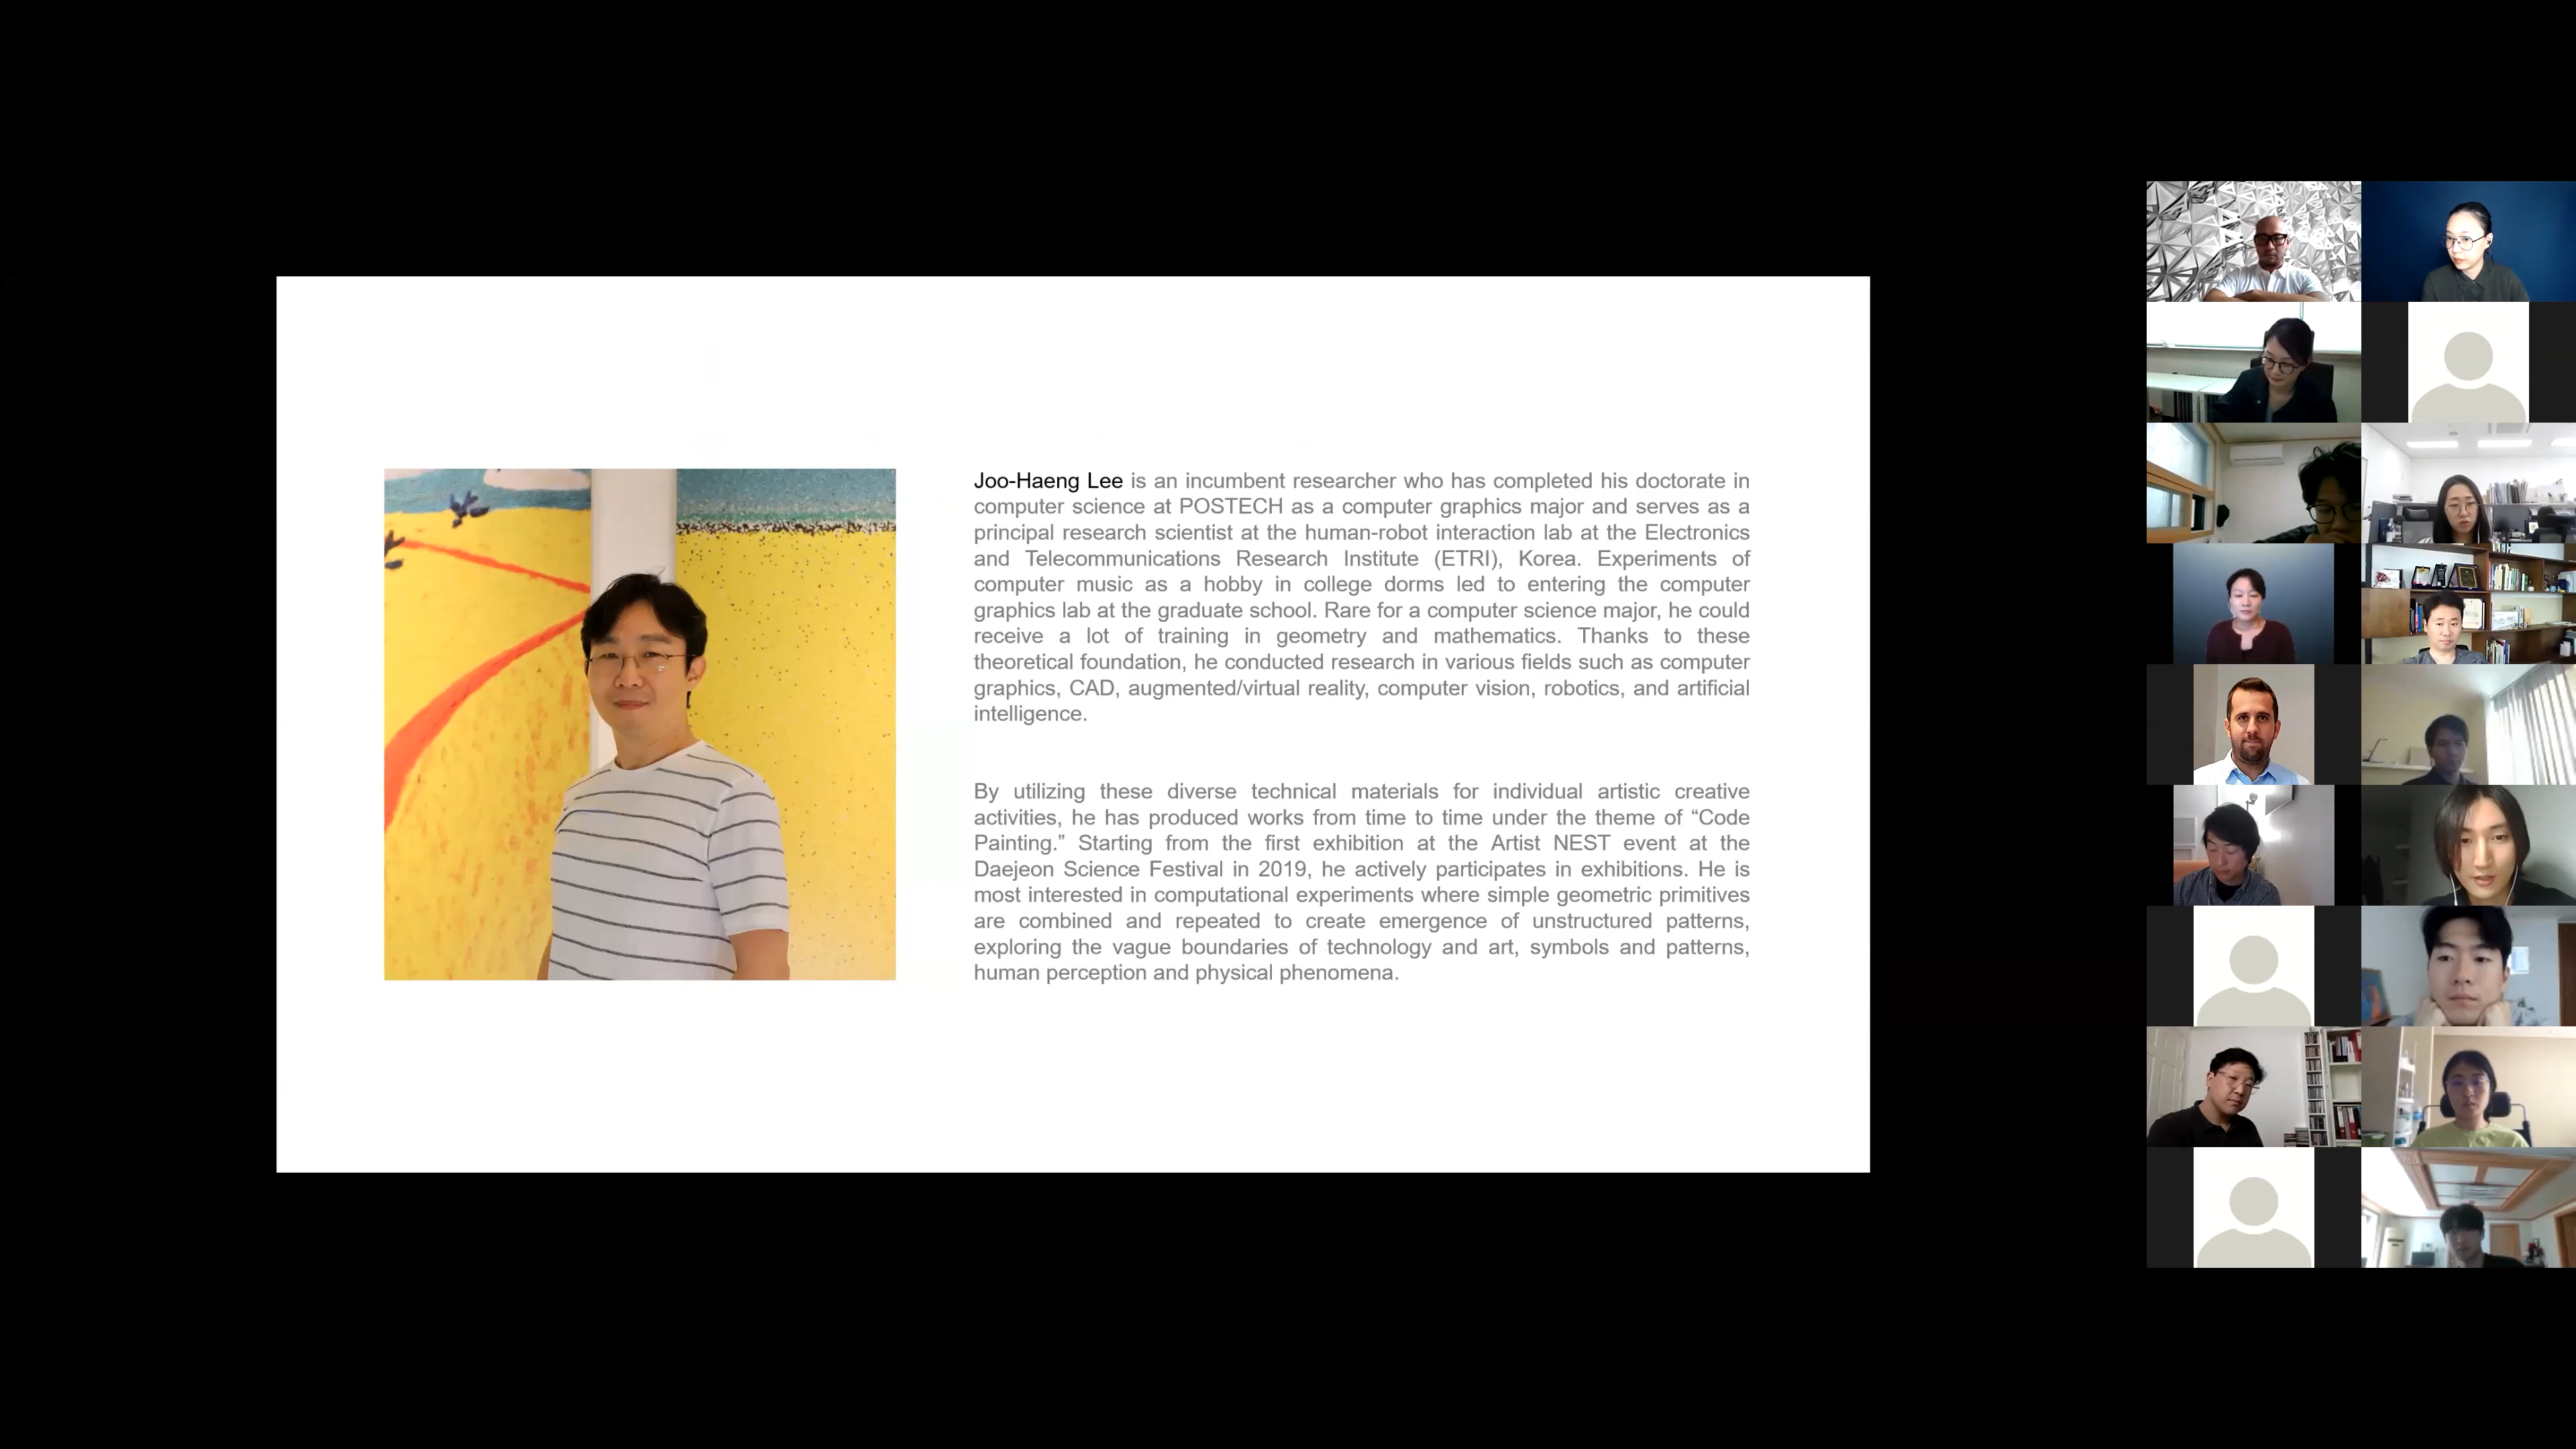 Joo-Haeng Lee is an incumbent researcher who has completed his doctorate in
computer science at POSTECH as a computer graphics major and serves as a
principal research scientist at the human-robot interaction lab at the Electronics
and Telecommunications Research Institute (ETRI), Korea. Experiments of
computer music as a hobby in college dorms led to entering the computer
graphics lab at the graduate school. Rare for a computer science major, he could
receive a lot of training in geometry and mathematics. Thanks to these
theoretical foundation, he conducted research in various fields such as computer
graphics, CAD, augmented/virtual reality, computer vision, robotics, and artificial
intelligence.
By utilizing these diverse technical materials for individual artistic creative
activities, he has produced works from time to time under the theme of “Code
Painting.” Starting from the first exhibition at the Artist NEST event at the
Daejeon Science Festival in 2019, he actively participates in exhibitions. He is
most interested in computational experiments where simple geometric primitives
are combined and repeated to create emergence of unstructured patterns,
exploring the vague boundaries of technology and art, symbols and patterns,
human perception and physical phenomena.